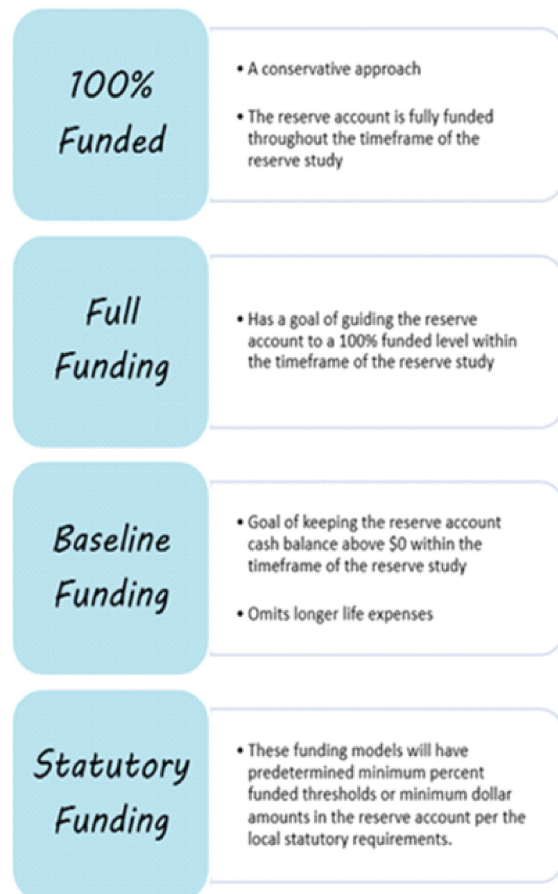 100%
Funded
• A conservative approach
• The reserve account is fully funded
throughout the timeframe of the
reserve study
Full
Funding
• Has a goal of guiding the reserve
account to a 100% funded level within
the timeframe of the reserve study
Baseline
Funding
• Goal of keeping the reserve account
cash balance above $0 within the
timeframe of the reserve study
• Omits longer life expenses
Statutory
Funding
• These funding models will have
predetermined minimum percent
funded thresholds or minimum dollar
amounts in the reserve account per the
local statutory requirements.